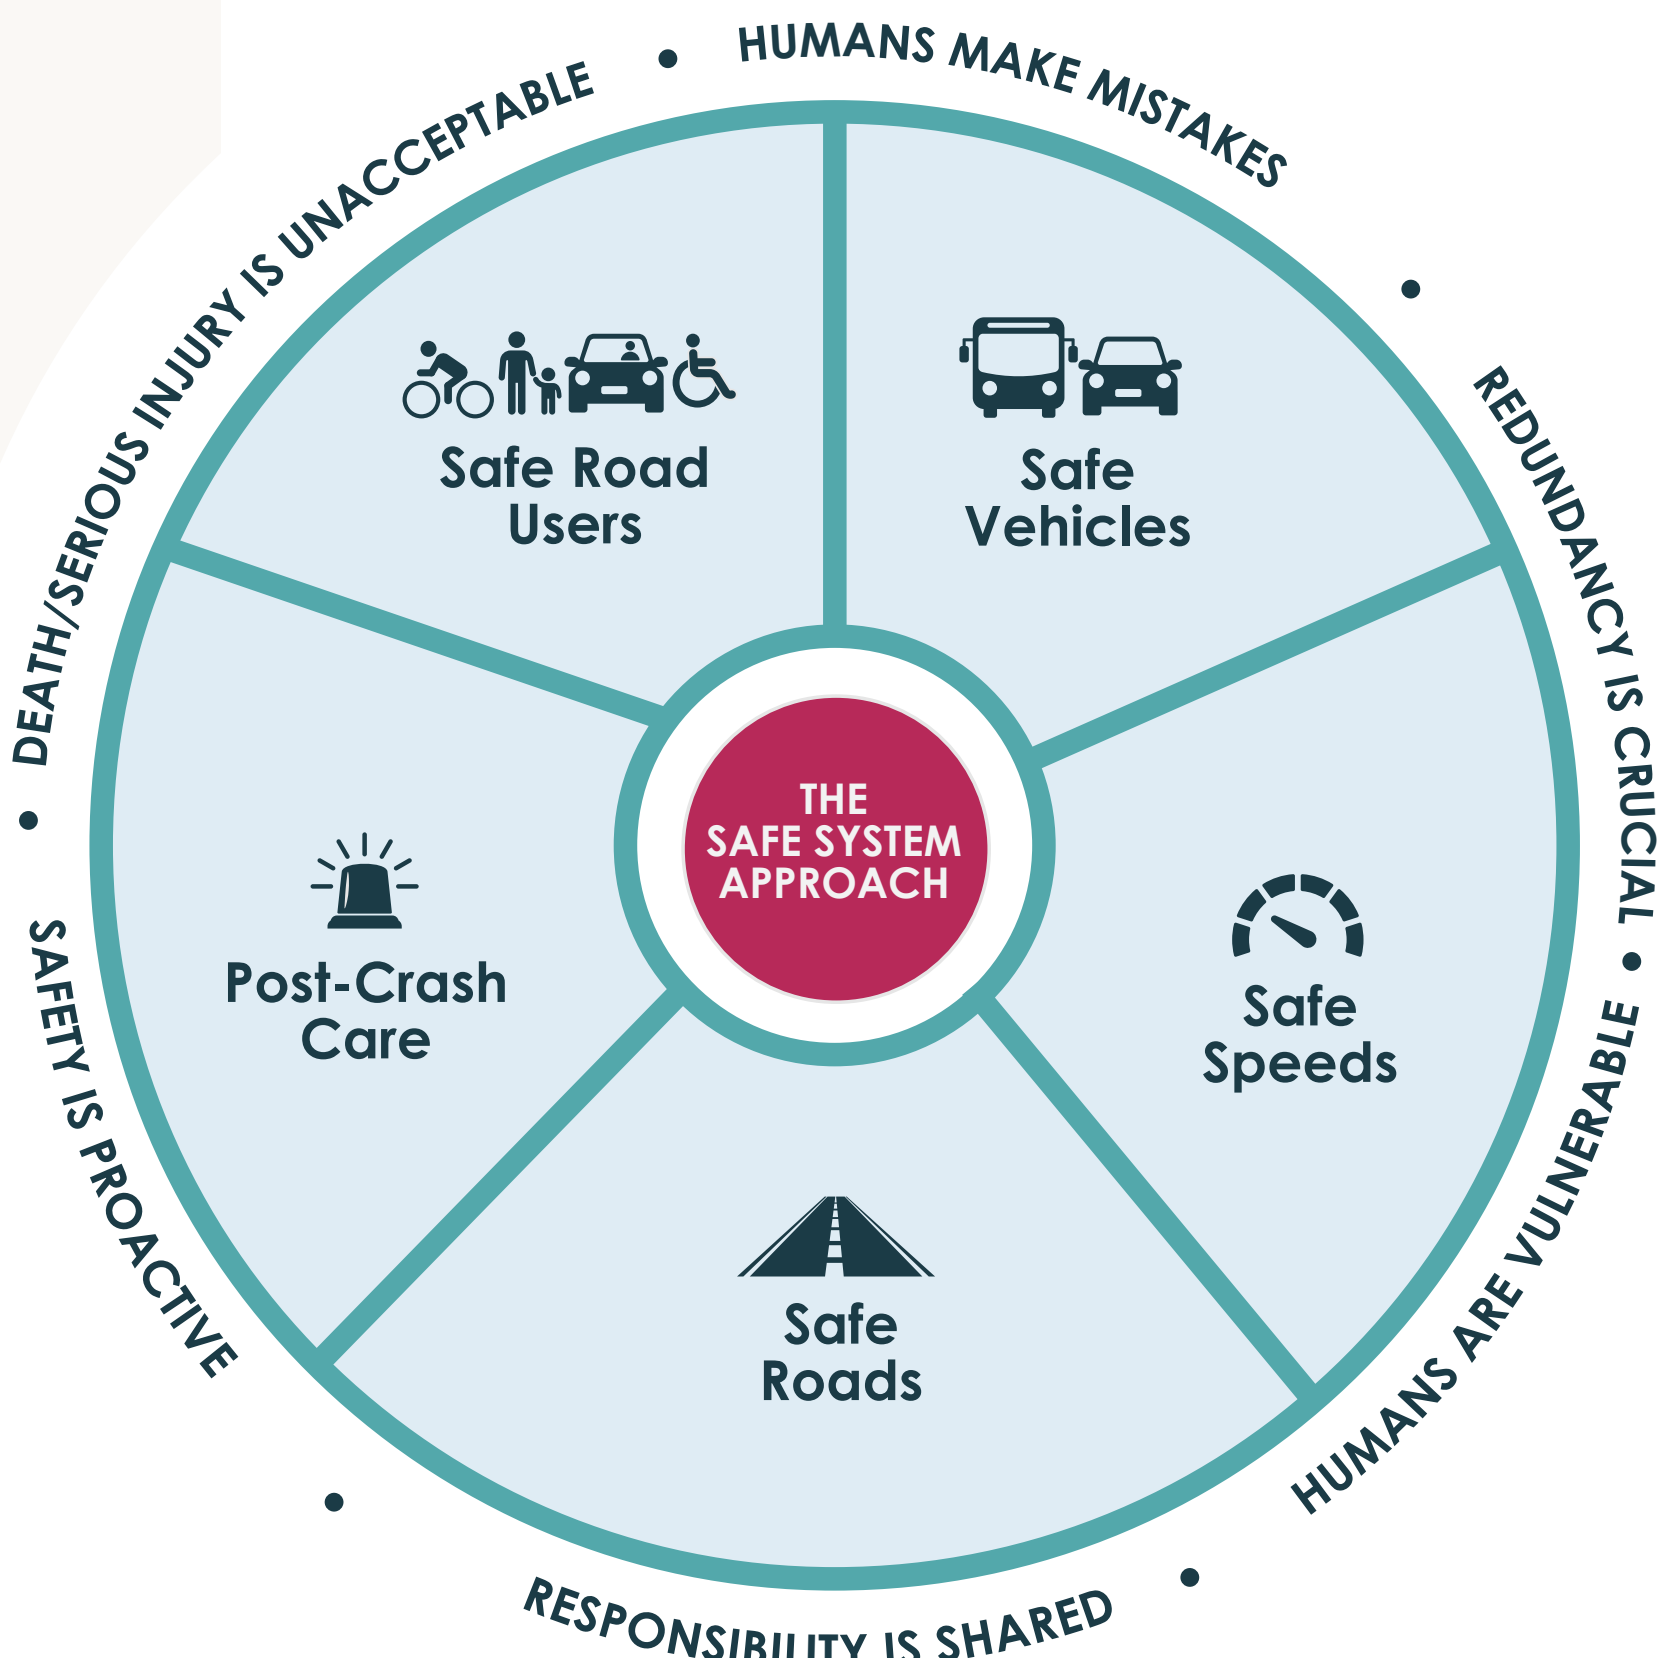 HUMANS MAKE MISTAKES
REDUNDANCY IS CRUCIAL
HUMANS ARE VULNERABLE
RESPONSIBILITY IS SHARED
SAFETY IS PROACTIVE
DEATH/SERIOUS INJURY IS UNACCEPTABLE
Safe Road
Users
Safe
Vehicles
THE
SAFE SYSTEM
APPROACH
Post-Crash
Care
Safe
Speeds
Safe
Roads